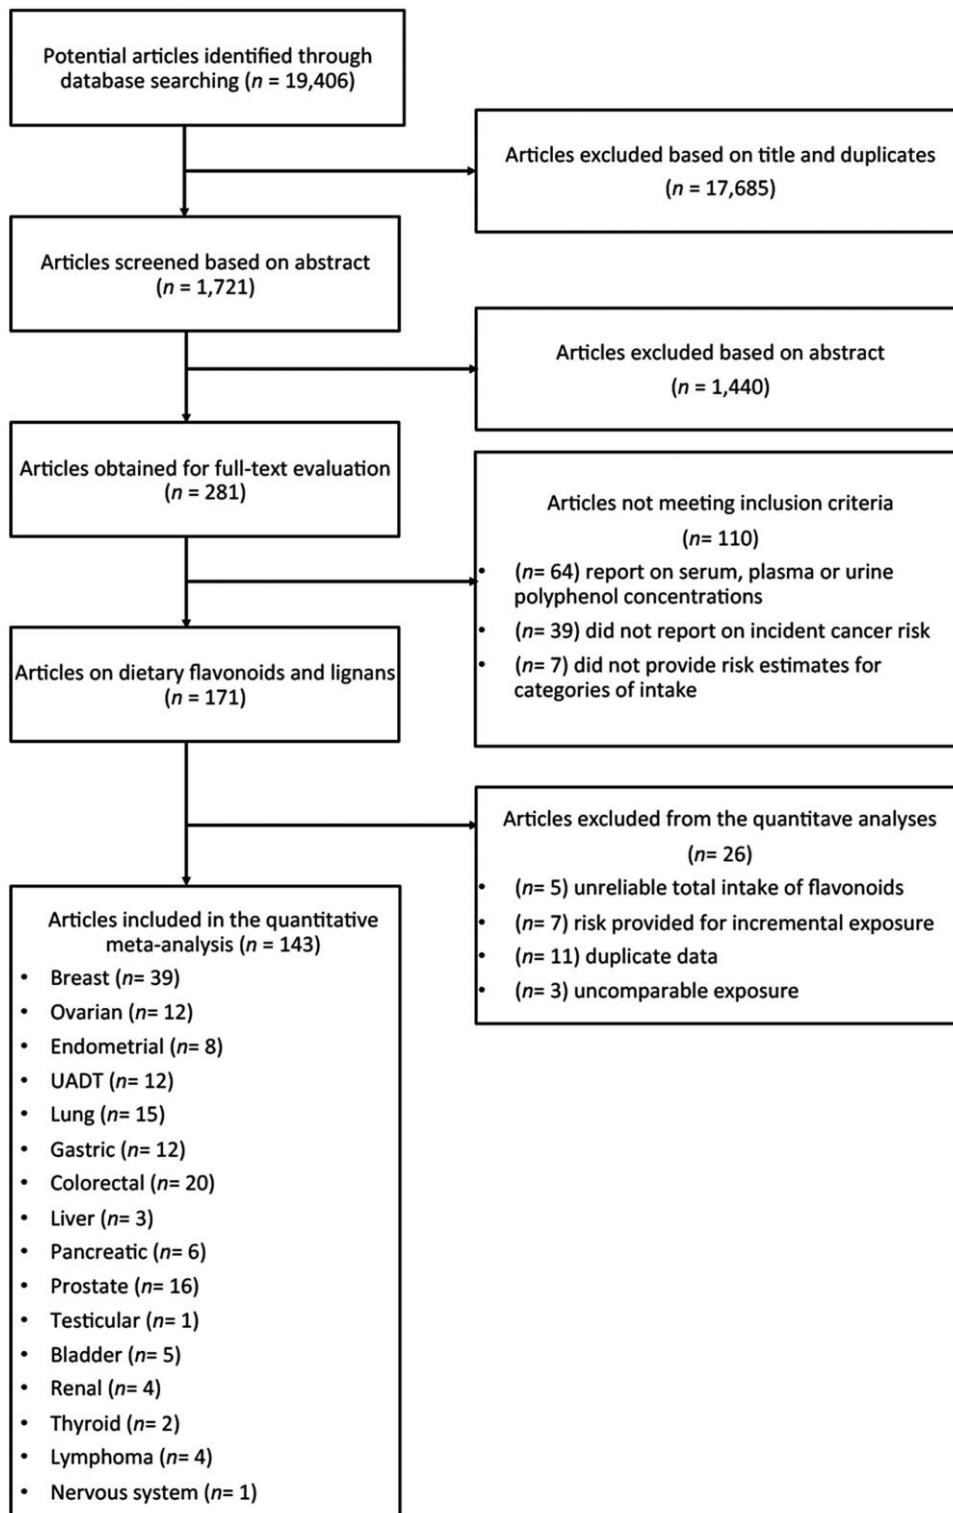 Potential articles identified through
database searching (n = 19,406)
Articles excluded based on title and duplicates
(n = 17,685)
Articles screened based on abstract
(n = 1,721)
Articles excluded based on abstract
(n = 1,440)
Articles obtained for full-text evaluation
(n = 281)
Articles not meeting inclusion criteria
(n= 110)
• (n= 64) report on serum, plasma or urine
polyphenol concentrations
• (n= 39) did not report on incident cancer risk
• (n= 7) did not provide risk estimates for
categories of intake
Articles on dietary flavonoids and lignans
(n = 171)
Articles excluded from the quantitave analyses
(n= 26)
• (n= 5) unreliable total intake of flavonoids
• (n= 7) risk provided for incremental exposure
• (n= 11) duplicate data
• (n= 3) uncomparable exposure
Articles included in the quantitative
meta-analysis (n = 143)
• Breast (n= 39)
• Ovarian (n= 12)
• Endometrial (n= 8)
• UADT (n= 12)
• Lung (n= 15)
• Gastric (n= 12)
• Colorectal (n= 20)
• Liver (n= 3)
• Pancreatic (n= 6)
• Prostate (n= 16)
• Testicular (n= 1)
• Bladder (n= 5)
• Renal (n= 4)
• Thyroid (n= 2)
• Lymphoma (n= 4)
• Nervous system (n= 1)